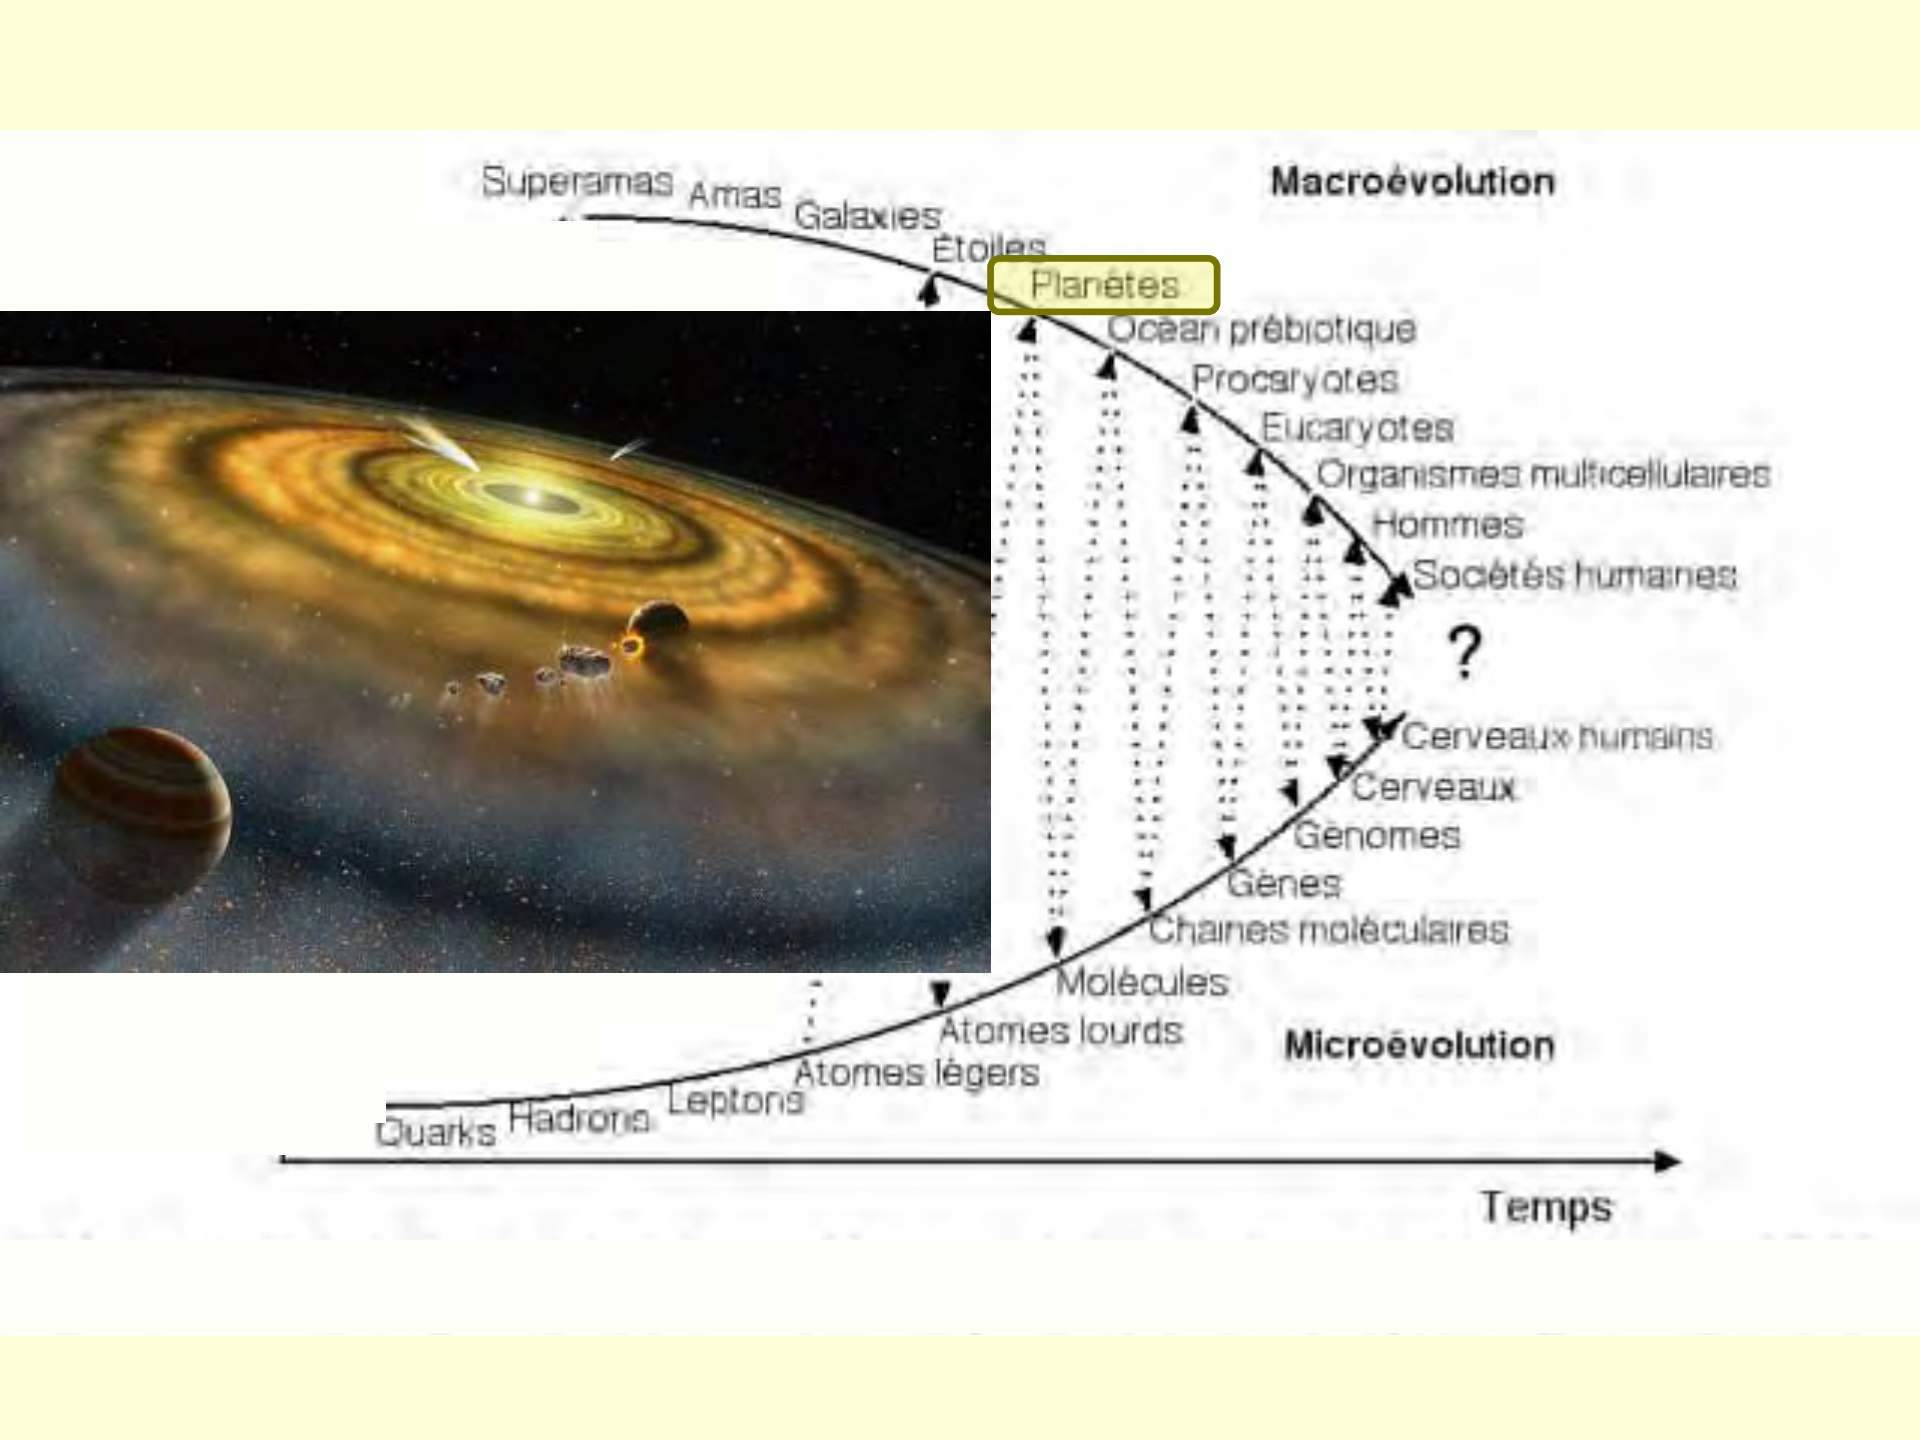 Superamas
Macroévolution
Amas
Galaxies
Étoiles
Planètes
Océan prébiotique
Procaryotes
Eucaryotes
Organismes multicellulaires
Hommes
Sociétés humaines
?
Cerveaux humains
Cerveaux
Génomes
Gènes
Chaines moléculaires
Molécules
Atomes lourds
Microévolution
Atomes légers
Leptons
Hadrons
Quarks
Temps